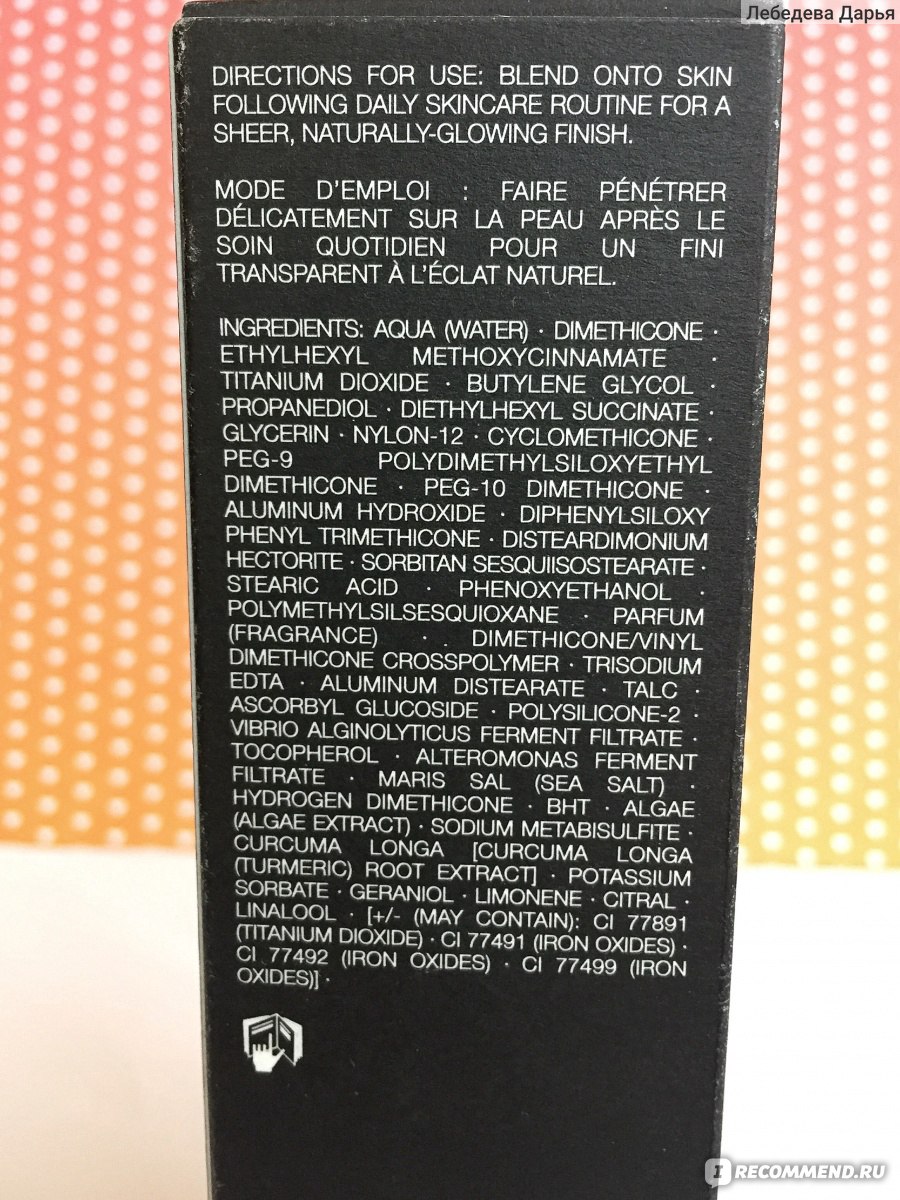 Лебедева Дарья
DIRECTIONS FOR USE: BLEND ONTO SKIN
FOLLOWING DAILY SKINCARE ROUTINE FOR A
SHEER, NATURALLY-GLOWING FINISH.
MODE D'EMPLOI : FAIRE PÉNÉTRER
DÉLICATEMENT SUR LA PEAU APRÈS LE
SOIN QUOTIDIEN POUR UN FINI
TRANSPARENT À L'ÉCLAT NATUREL.
INGREDIENTS: AQUA (WATER) · DIMETHICONE ·
ETHYLHEXYL METHOXYCINNAMATE ·
TITANIUM DIOXIDE · BUTYLENE GLYCOL ·
PROPANEDIOL · DIETHYLHEXYL SUCCINATE ·
GLYCERIN · NYLON-12 · CYCLOMETHICONE ·
PEG-9 POLYDIMETHYLSILOXYETHYL
DIMETHICONE · PEG-10 DIMETHICONE ·
ALUMINUM HYDROXIDE · DIPHENYLSILOXY
PHENYL TRIMETHICONE · DISTEARDIMONIUM
HECTORITE · SORBITAN SESQUIISOSTEARATE ·
STEARIC ACID · PHENOXYETHANOL ·
POLYMETHYLSILSESQUIOXANE · PARFUM
(FRAGRANCE) · DIMETHICONE/VINYL
DIMETHICONE CROSSPOLYMER · TRISODIUM
EDTA · ALUMINUM DISTEARATE · TALC ·
ASCORBYL GLUCOSIDE · POLYSILICONE-2 ·
VIBRIO ALGINOLYTICUS FERMENT FILTRATE ·
TOCOPHEROL · ALTEROMONAS FERMENT
FILTRATE · MARIS SAL (SEA SALT) ·
HYDROGEN DIMETHICONE · BHT · ALGAE
(ALGAE EXTRACT) · SODIUM METABISULFITE ·
CURCUMA LONGA [CURCUMA LONGA
(TURMERIC) ROOT EXTRACT] · POTASSIUM
SORBATE · GERANIOL · LIMONENE · CITRAL ·
LINALOOL · [+/- (MAY CONTAIN): CI 77891
(TITANIUM DIOXIDE) · CI 77491 (IRON OXIDES) ·
CI 77492 (IRON OXIDES) · CI 77499 (IRON
OXIDES)] ·
IRECOMMEND.RU